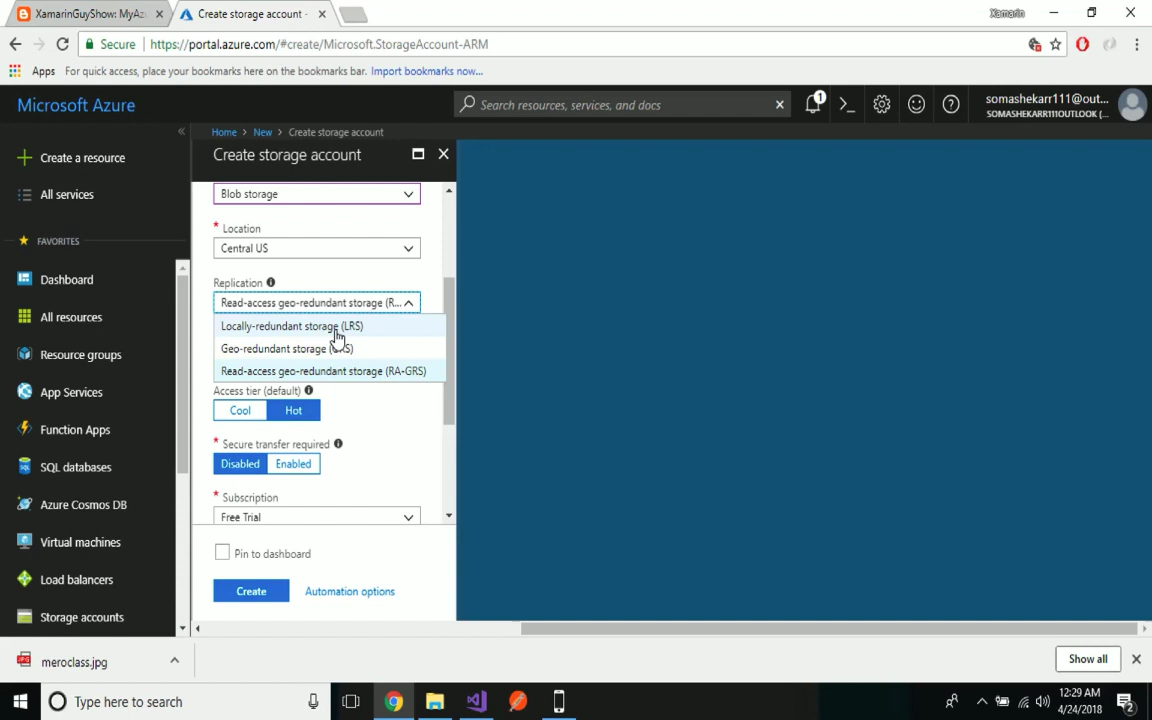 XamarinGuyShow: MyAz
Create storage account -
Xamarin
Secure
https://portal.azure.com/#create/Microsoft.StorageAccount-ARM
Apps
For quick access, place your bookmarks here on the bookmarks bar.
Import bookmarks now...
Microsoft Azure
Search resources, services, and docs
1
somashekarr111@out...
SOMASHEKARR111OUTLOOK (...
Home > New > Create storage account
Create storage account
Create a resource
All services
FAVORITES
Dashboard
All resources
Resource groups
App Services
Function Apps
SQL databases
Azure Cosmos DB
Virtual machines
Load balancers
Storage accounts
Blob storage
* Location
Central US
Replication
Read-access geo-redundant storage (R...
Locally-redundant storage (LRS)
Geo-redundant storage
Read-access geo-redundant storage (RA-GRS)
Access tier (default)
Cool
Hot
* Secure transfer required
Disabled
Enabled
* Subscription
Free Trial
Pin to dashboard
Create
Automation options
meroclass.jpg
Show all
Type here to search
12:29 AM
4/24/2018
2